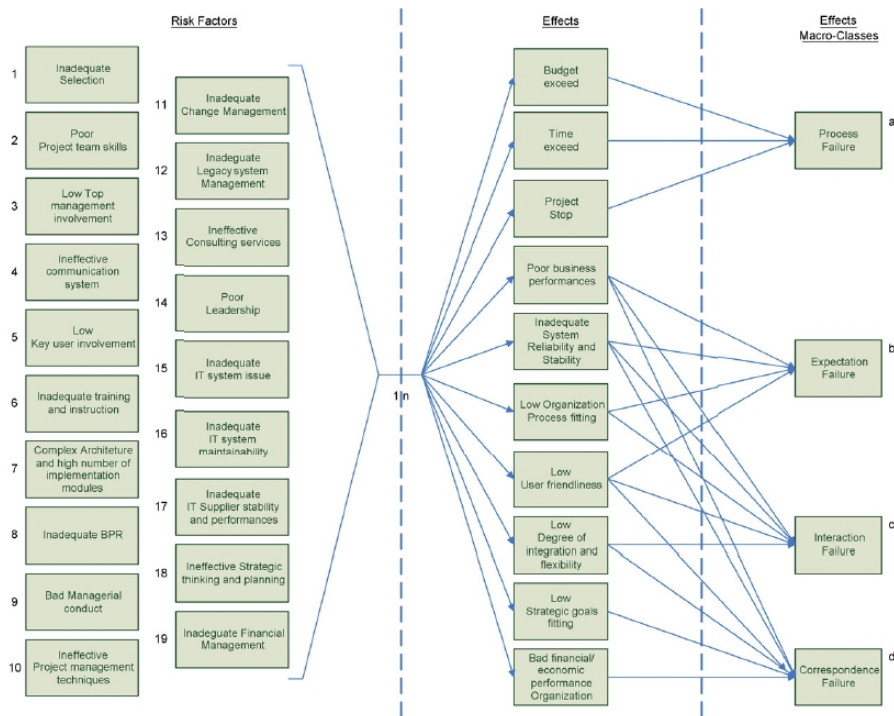 Risk Factors
Effects
Effects
Macro-Classes
1
Inadequate
Selection
2
Poor
Project team skills
3
Low Top
management
involvement
4
Ineffective
communication
system
5
Low
Key user involvement
6
Inadequate training
and instruction
7
Complex Architeture
and high number of
implementation
modules
8
Inadequate BPR
9
Bad Managerial
conduct
10
Ineffective
Project management
techniques
11
Inadequate
Change Management
12
Inadeguate
Legacy system
Management
13
Ineffective
Consulting services
14
Poor
Leadership
15
Inadequate
IT system issue
16
Inadequate
IT system
maintainability
17
Inadequate
IT Supplier stability
and performances
18
Ineffective Strategic
thinking and planning
19
Inadeguate Financial
Management
1
n
Budget
exceed
Time
exceed
Project
Stop
Poor business
performances
Inadequate
System
Reliability and
Stability
Low Organization
Process fitting
Low
User friendliness
Low
Degree of
integration and
flexibility
Low
Strategic goals
fitting
Bad financial/
economic
performance
Organization
a
Process
Failure
b
Expectation
Failure
c
Interaction
Failure
d
Correspondence
Failure